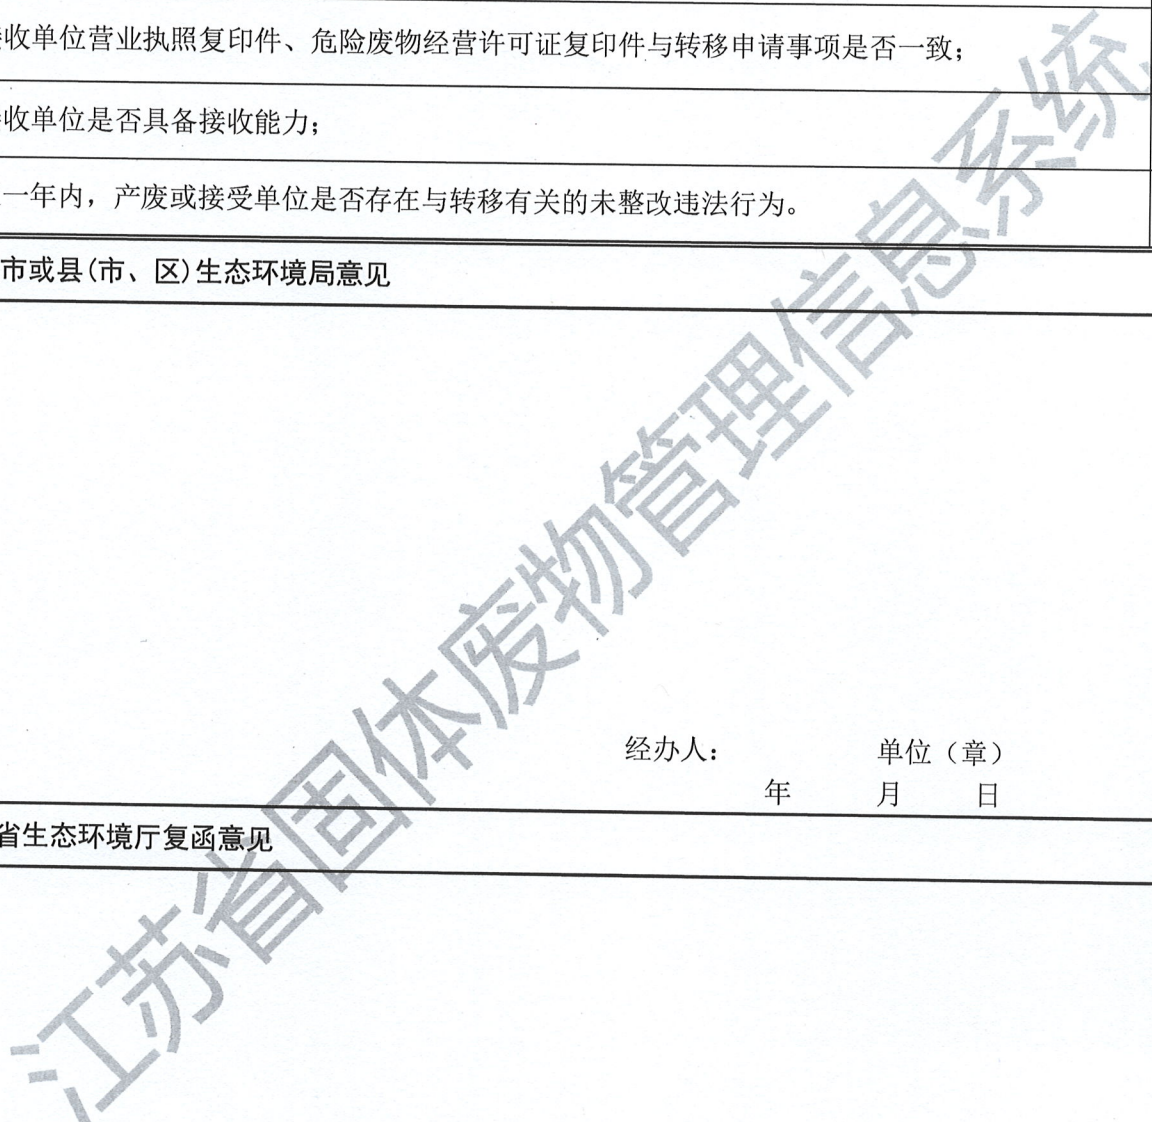 收单位营业执照复印件、危险废物经营许可证复印件与转移申请事项是否一致；
收单位是否具备接收能力；
一年内，产废或接受单位是否存在与转移有关的未整改违法行为。
市或县(市、区)生态环境局意见
经办人： 单位（章）
年 月 日
省生态环境厅复函意见
江苏省固体废物管理信息系统